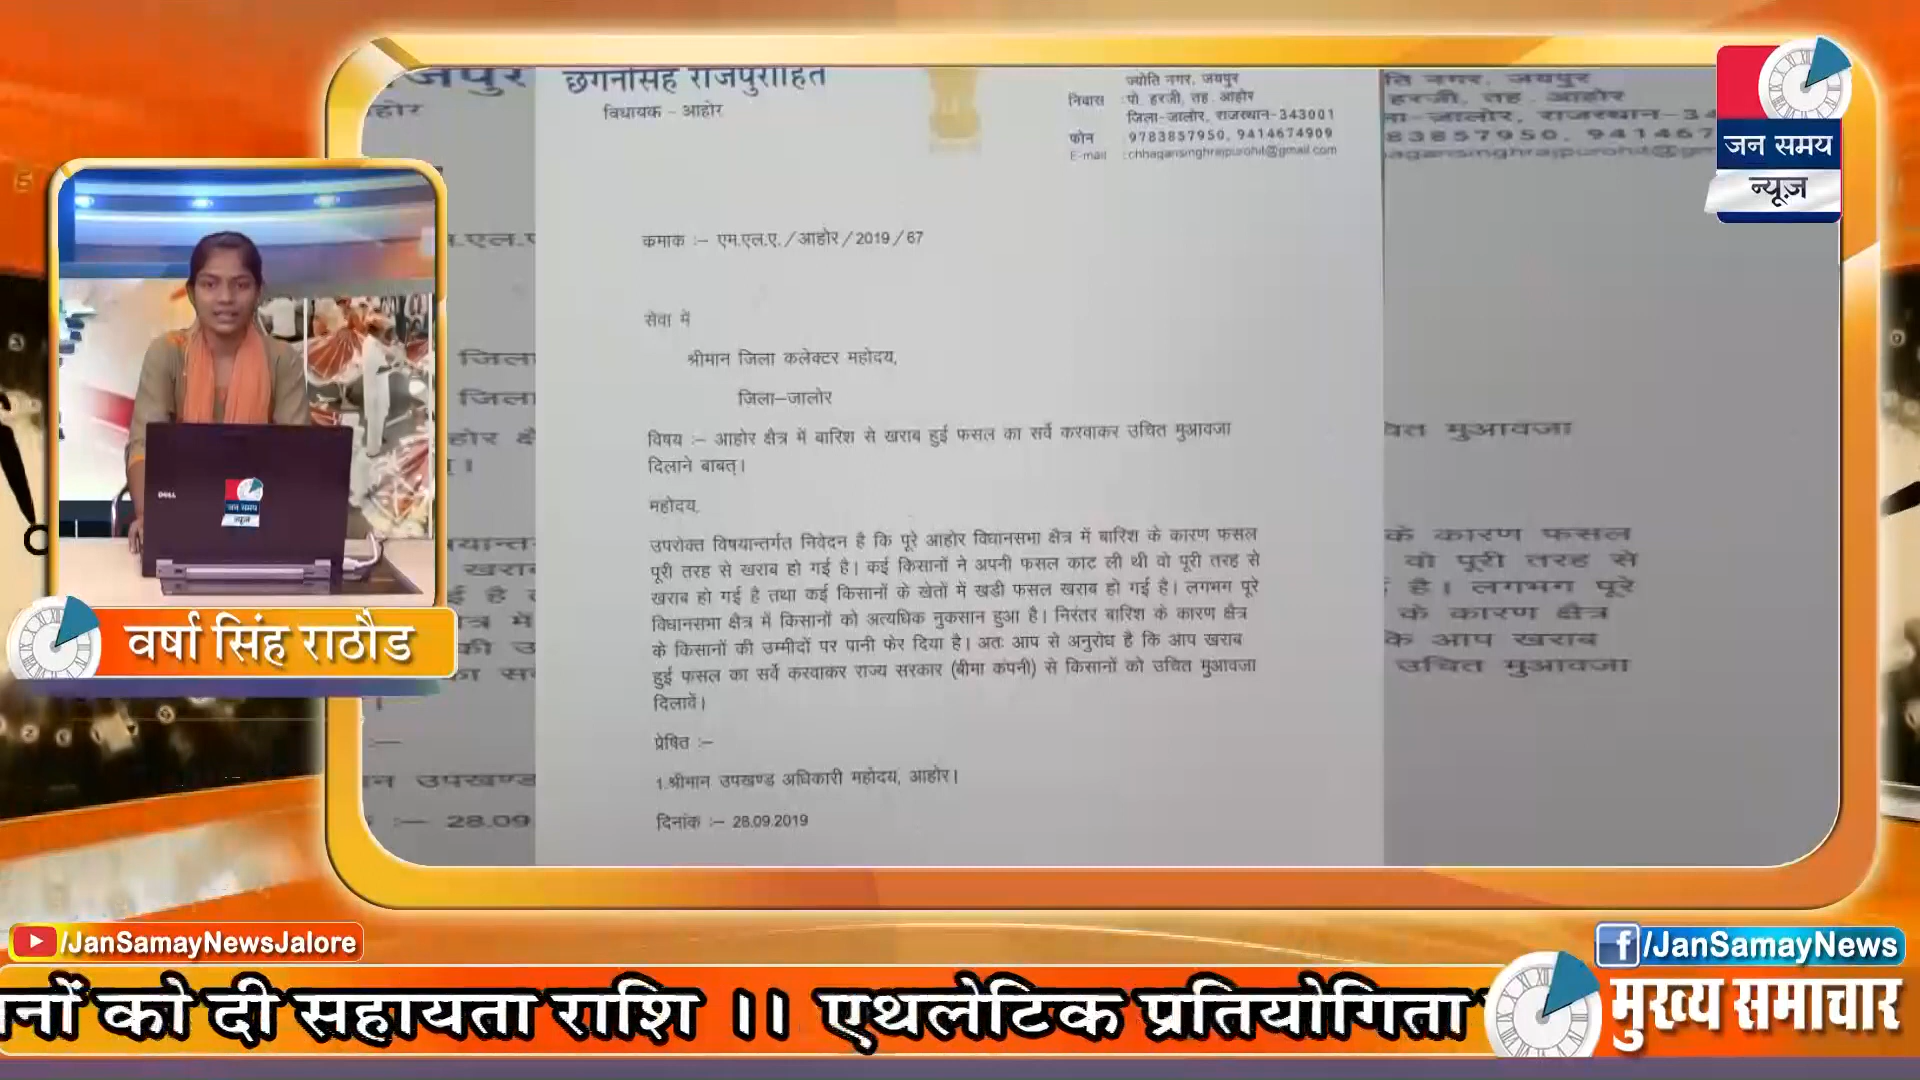 छगनसिंह राजपुरोहित
विधायक - आहोर
ज्योति नगर, जयपुर
निवास : पो. हरजी, तह. आहोर
जिला-जालोर, राजस्थान-343001
फोन : 9783857950, 9414674909
E-mail : chhagansinghrajpurohit@gmail.com
जन समय
न्यूज़
कमाक :– एम.एल.ए./आहोर/2019/67
सेवा में
श्रीमान जिला कलेक्टर महोदय,
जिला–जालोर
विषय :– आहोर क्षैत्र में बारिश से खराब हुई फसल का सर्वे करवाकर उचित मुआवजा
दिलाने बाबत्।
महोदय,
उपरोक्त विषयान्तर्गत निवेदन है कि पूरे आहोर विधानसभा क्षैत्र में बारिश के कारण फसल
पूरी तरह से खराब हो गई है। कई किसानों ने अपनी फसल काट ली थी वो पूरी तरह से
खराब हो गई है तथा कई किसानों के खेतों में खडी फसल खराब हो गई है। लगभग पूरे
विधानसभा क्षैत्र में किसानों को अत्यधिक नुकसान हुआ है। निरंतर बारिश के कारण क्षैत्र
के किसानों की उम्मीदों पर पानी फेर दिया है। अतः आप से अनुरोध है कि आप खराब
हुई फसल का सर्वे करवाकर राज्य सरकार (बीमा कंपनी) से किसानों को उचित मुआवजा
दिलावें।
प्रेषित :–
1.श्रीमान उपखण्ड अधिकारी महोदय, आहोर।
दिनांक :– 28.09.2019
DELL
जन समय
न्यूज़
वर्षा सिंह राठौड
/JanSamayNewsJalore
/JanSamayNews
नों को दी सहायता राशि ।। एथलेटिक प्रतियोगिता
मुख्य समाचार